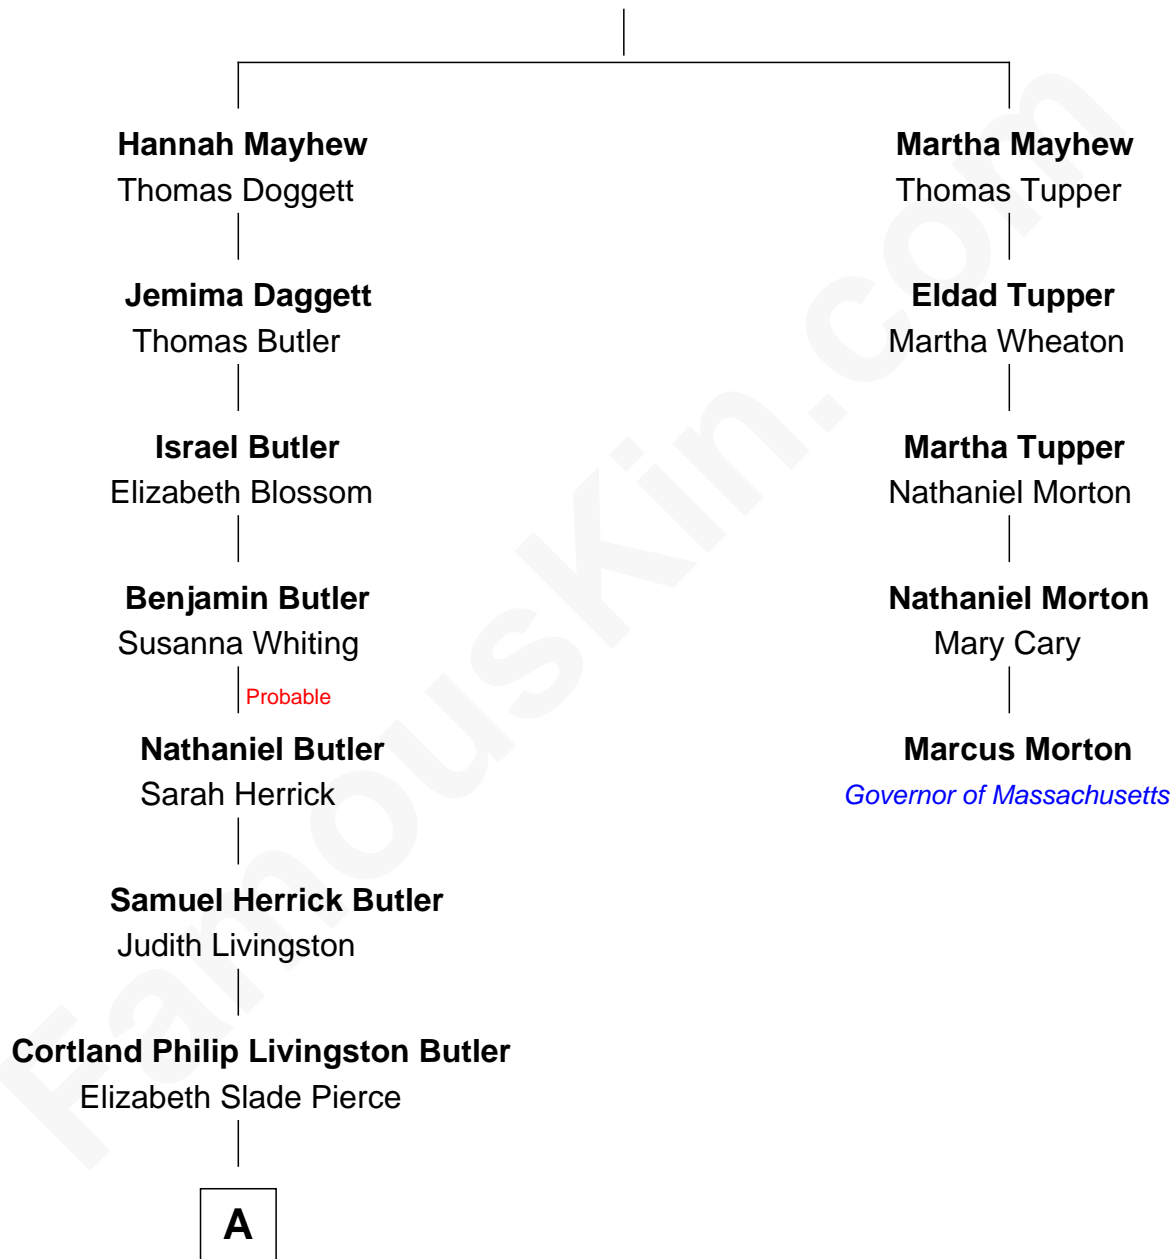 Hannah Mayhew
Thomas Doggett
Martha Mayhew
Thomas Tupper
Jemima Daggett
Thomas Butler
Eldad Tupper
Martha Wheaton
Israel Butler
Elizabeth Blossom
Martha Tupper
Nathaniel Morton
Benjamin Butler
Susanna Whiting
Nathaniel Morton
Mary Cary
Probable
Nathaniel Butler
Sarah Herrick
Marcus Morton
Governor of Massachusetts
Samuel Herrick Butler
Judith Livingston
Cortland Philip Livingston Butler
Elizabeth Slade Pierce
A
FamousKin.com